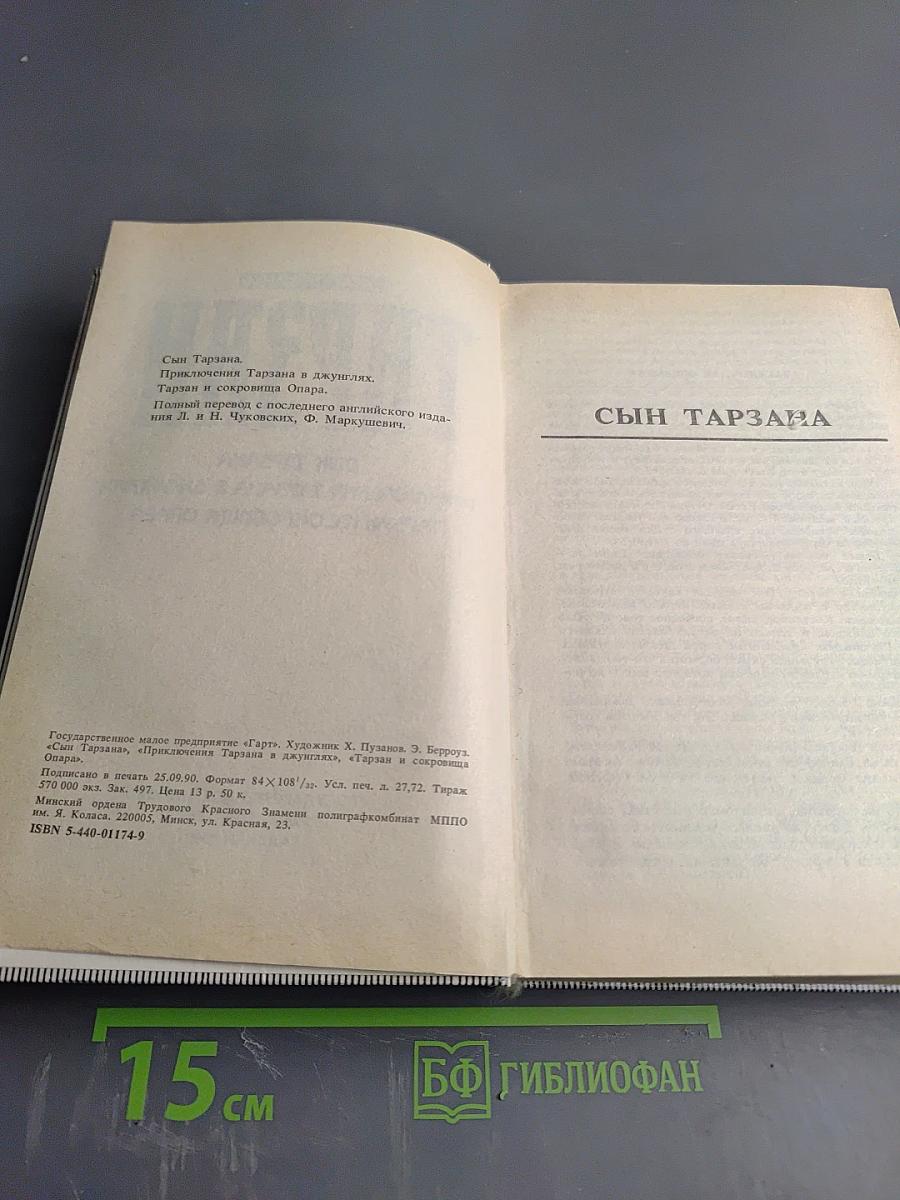 Сын Тарзана.
Приключения Тарзана в джунглях.
Тарзан и сокровища Опара.
Полный перевод с последнего английского изда-
ния Л. и Н. Чуковских, Ф. Маркушевич.
Государственное малое предприятие «Гарт». Художник Х. Пузанов. Э. Берроуз.
«Сын Тарзана», «Приключения Тарзана в джунглях», «Тарзан и сокровища
Опара».
Подписано в печать 25.09.90. Формат 84×108¹/₃₂. Усл. печ. л. 27,72. Тираж
570 000 экз. Зак. 497. Цена 13 р. 50 к.
Минский ордена Трудового Красного Знамени полиграфкомбинат МППО
им. Я. Коласа. 220005, Минск, ул. Красная, 23.
ISBN 5-440-01174-9
СЫН ТАРЗАНА
15 см
БФ ГИБЛИОФАН